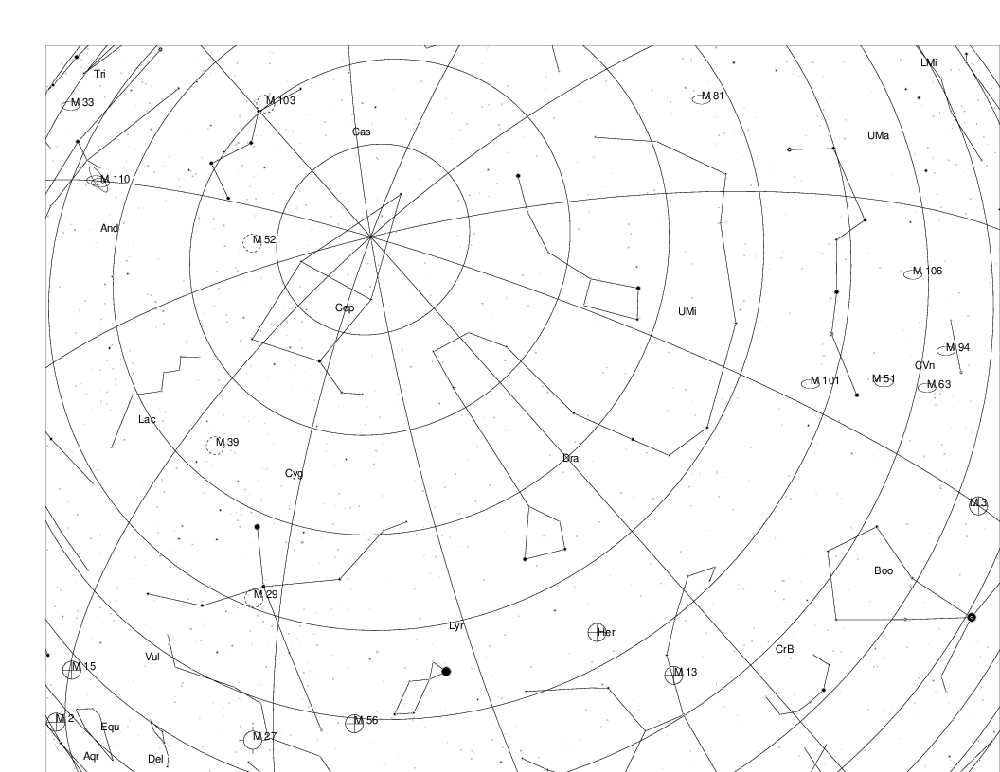 LMi
Tri
M 33
M 103
M 81
Cas
UMa
M 110
And
M 52
M 106
Cep
UMi
M 94
CVn
M 101
M 51
M 63
Lac
M 39
Dra
Cyg
M 3
Boo
M 29
Lyr
Her
CrB
Vul
M 15
M 13
M 2
M 56
Equ
M 27
Aqr
Del